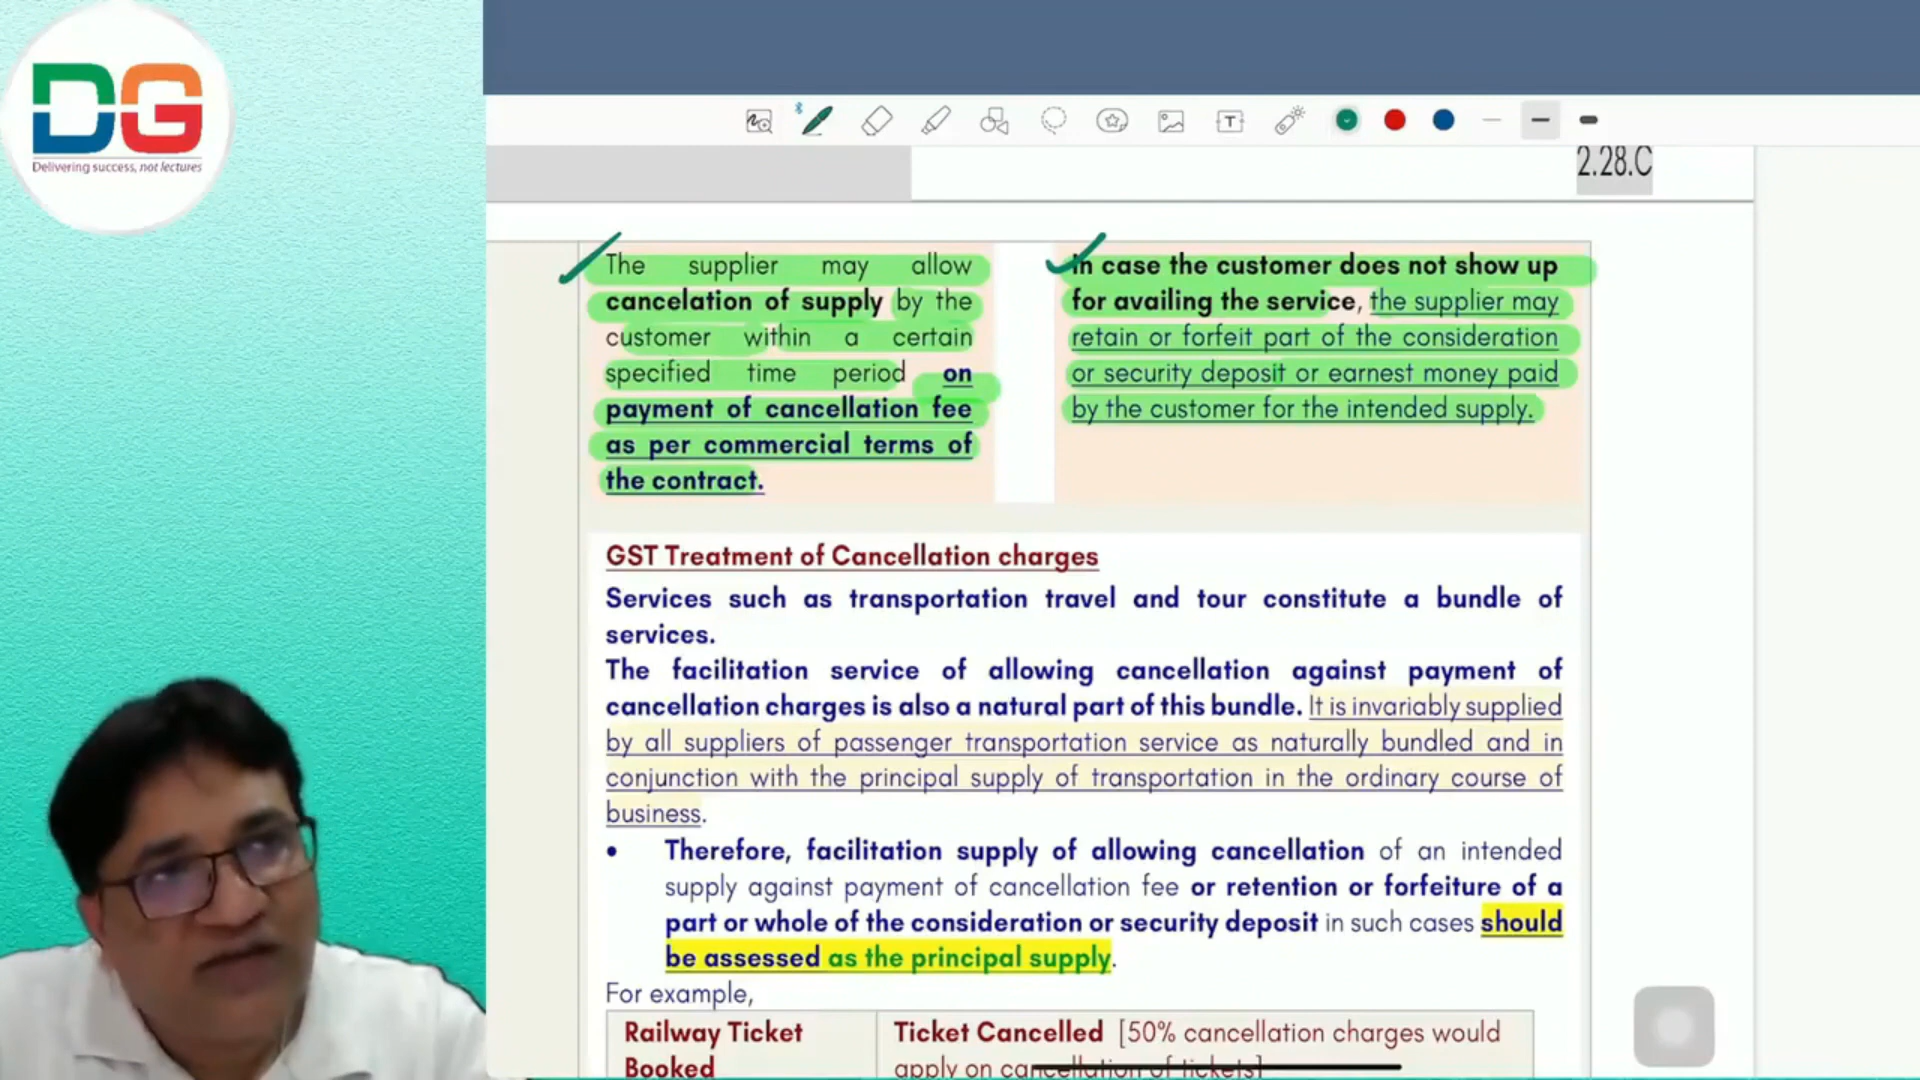 DG
Delivering success, not lectures
T
2.28.C
The supplier may allow
cancelation of supply by the
customer within a certain
specified time period on
payment of cancellation fee
as per commercial terms of
the contract.
In case the customer does not show up
for availing the service, the supplier may
retain or forfeit part of the consideration
or security deposit or earnest money paid
by the customer for the intended supply.
GST Treatment of Cancellation charges
Services such as transportation travel and tour constitute a bundle of
services.
The facilitation service of allowing cancellation against payment of
cancellation charges is also a natural part of this bundle. It is invariably supplied
by all suppliers of passenger transportation service as naturally bundled and in
conjunction with the principal supply of transportation in the ordinary course of
business.
• Therefore, facilitation supply of allowing cancellation of an intended
supply against payment of cancellation fee or retention or forfeiture of a
part or whole of the consideration or security deposit in such cases should
be assessed as the principal supply.
For example,
Railway Ticket
Booked
Ticket Cancelled [50% cancellation charges would
apply on cancellation of tickets]